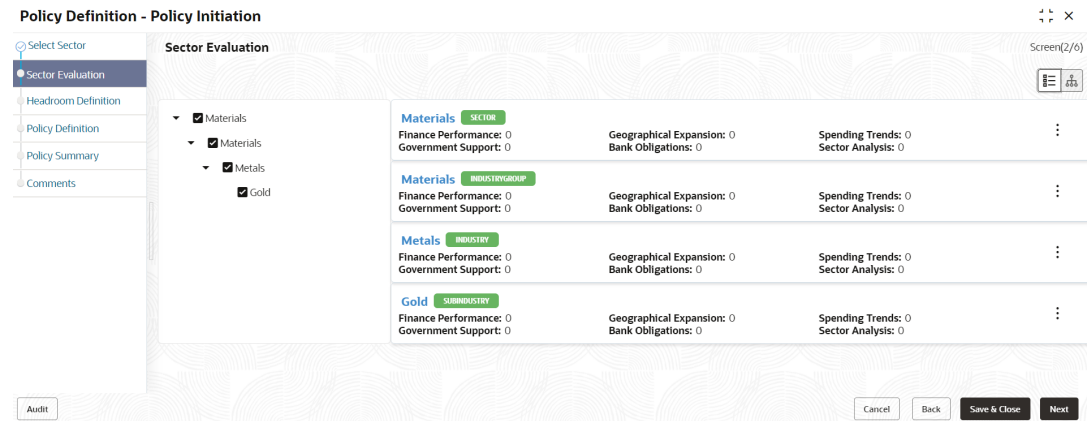 Policy Definition - Policy Initiation
Select Sector
Sector Evaluation
Headroom Definition
Policy Definition
Policy Summary
Comments
Sector Evaluation
Screen(2/6)
Materials
Materials
Metals
Gold
Materials SECTOR
Finance Performance: 0 Geographical Expansion: 0 Spending Trends: 0
Government Support: 0 Bank Obligations: 0 Sector Analysis: 0
Materials INDUSTRYGROUP
Finance Performance: 0 Geographical Expansion: 0 Spending Trends: 0
Government Support: 0 Bank Obligations: 0 Sector Analysis: 0
Metals INDUSTRY
Finance Performance: 0 Geographical Expansion: 0 Spending Trends: 0
Government Support: 0 Bank Obligations: 0 Sector Analysis: 0
Gold SUBINDUSTRY
Finance Performance: 0 Geographical Expansion: 0 Spending Trends: 0
Government Support: 0 Bank Obligations: 0 Sector Analysis: 0
Audit Cancel Back Save & Close Next